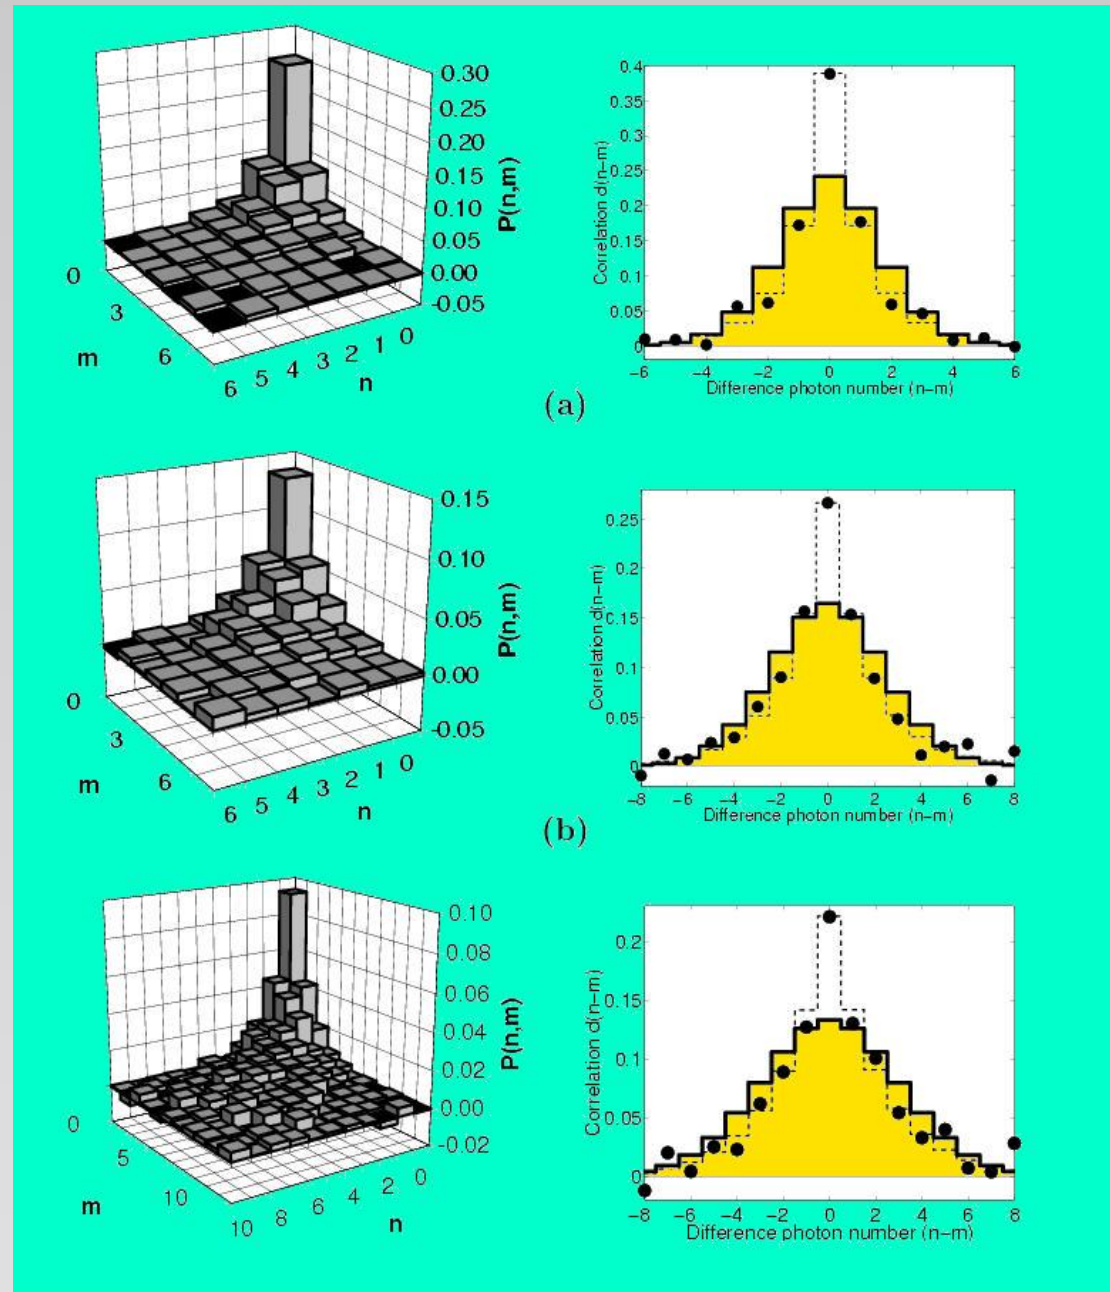 0.30
0.25
0.20
0.15
0.10
0.05
0.00
-0.05
P(n,m)
0
3
6
m
6 5 4 3 2 1 0
n
0.4
0.35
0.3
0.25
0.2
0.15
0.1
0.05
0
Correlation d(n−m)
−6 −4 −2 0 2 4 6
Difference photon number (n−m)
(a)
0.15
0.10
0.05
0.00
-0.05
P(n,m)
0
3
6
m
6 5 4 3 2 1 0
n
0.25
0.2
0.15
0.1
0.05
0
Correlation d(n−m)
−8 −6 −4 −2 0 2 4 6 8
Difference photon number (n−m)
(b)
0.10
0.08
0.06
0.04
0.02
0.00
-0.02
P(n,m)
0
5
10
m
10 8 6 4 2 0
n
0.2
0.15
0.1
0.05
0
Correlation d(n−m)
−8 −6 −4 −2 0 2 4 6 8
Difference photon number (n−m)